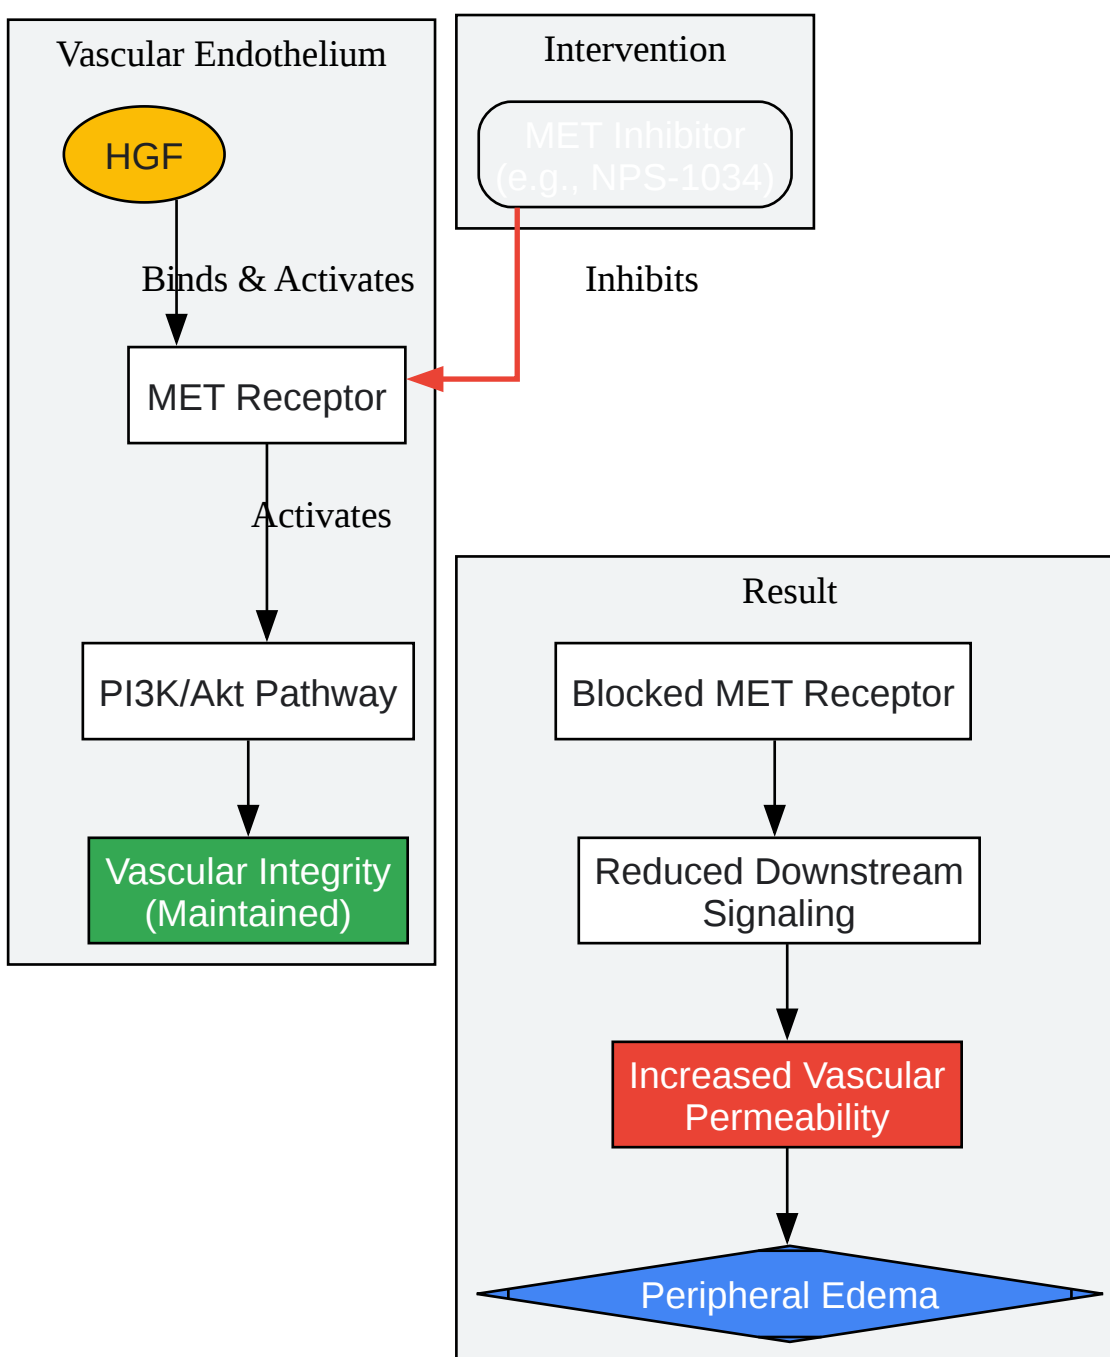 Vascular Endothelium
HGF
Binds & Activates
MET Receptor
Activates
PI3K/Akt Pathway
Vascular Integrity
(Maintained)
Intervention
MET Inhibitor
(e.g., NPS-1034)
Inhibits
Result
Blocked MET Receptor
Reduced Downstream
Signaling
Increased Vascular
Permeability
Peripheral Edema